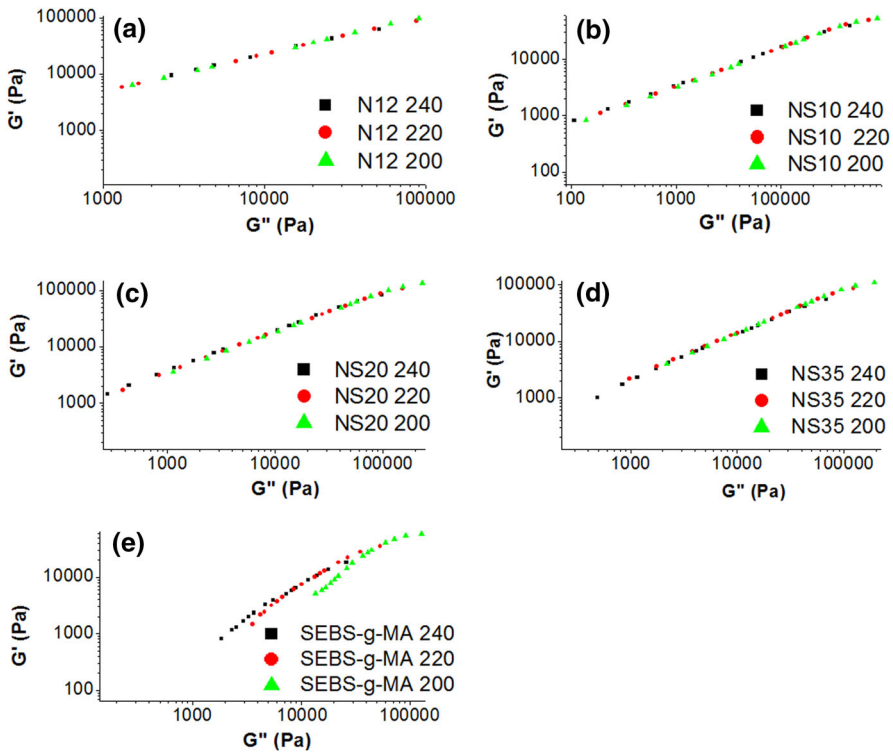 (a)
G' (Pa)
100000
10000
1000
N12 240
N12 220
N12 200
1000 10000 100000
G" (Pa)
(b)
G' (Pa)
10000
1000
100
NS10 240
NS10 220
NS10 200
100 1000 10000 100000
G" (Pa)
(c)
G' (Pa)
100000
10000
1000
NS20 240
NS20 220
NS20 200
1000 10000 100000
G" (Pa)
(d)
G' (Pa)
100000
10000
1000
NS35 240
NS35 220
NS35 200
1000 10000 100000
G" (Pa)
(e)
G' (Pa)
10000
1000
100
SEBS-g-MA 240
SEBS-g-MA 220
SEBS-g-MA 200
1000 10000 100000
G" (Pa)